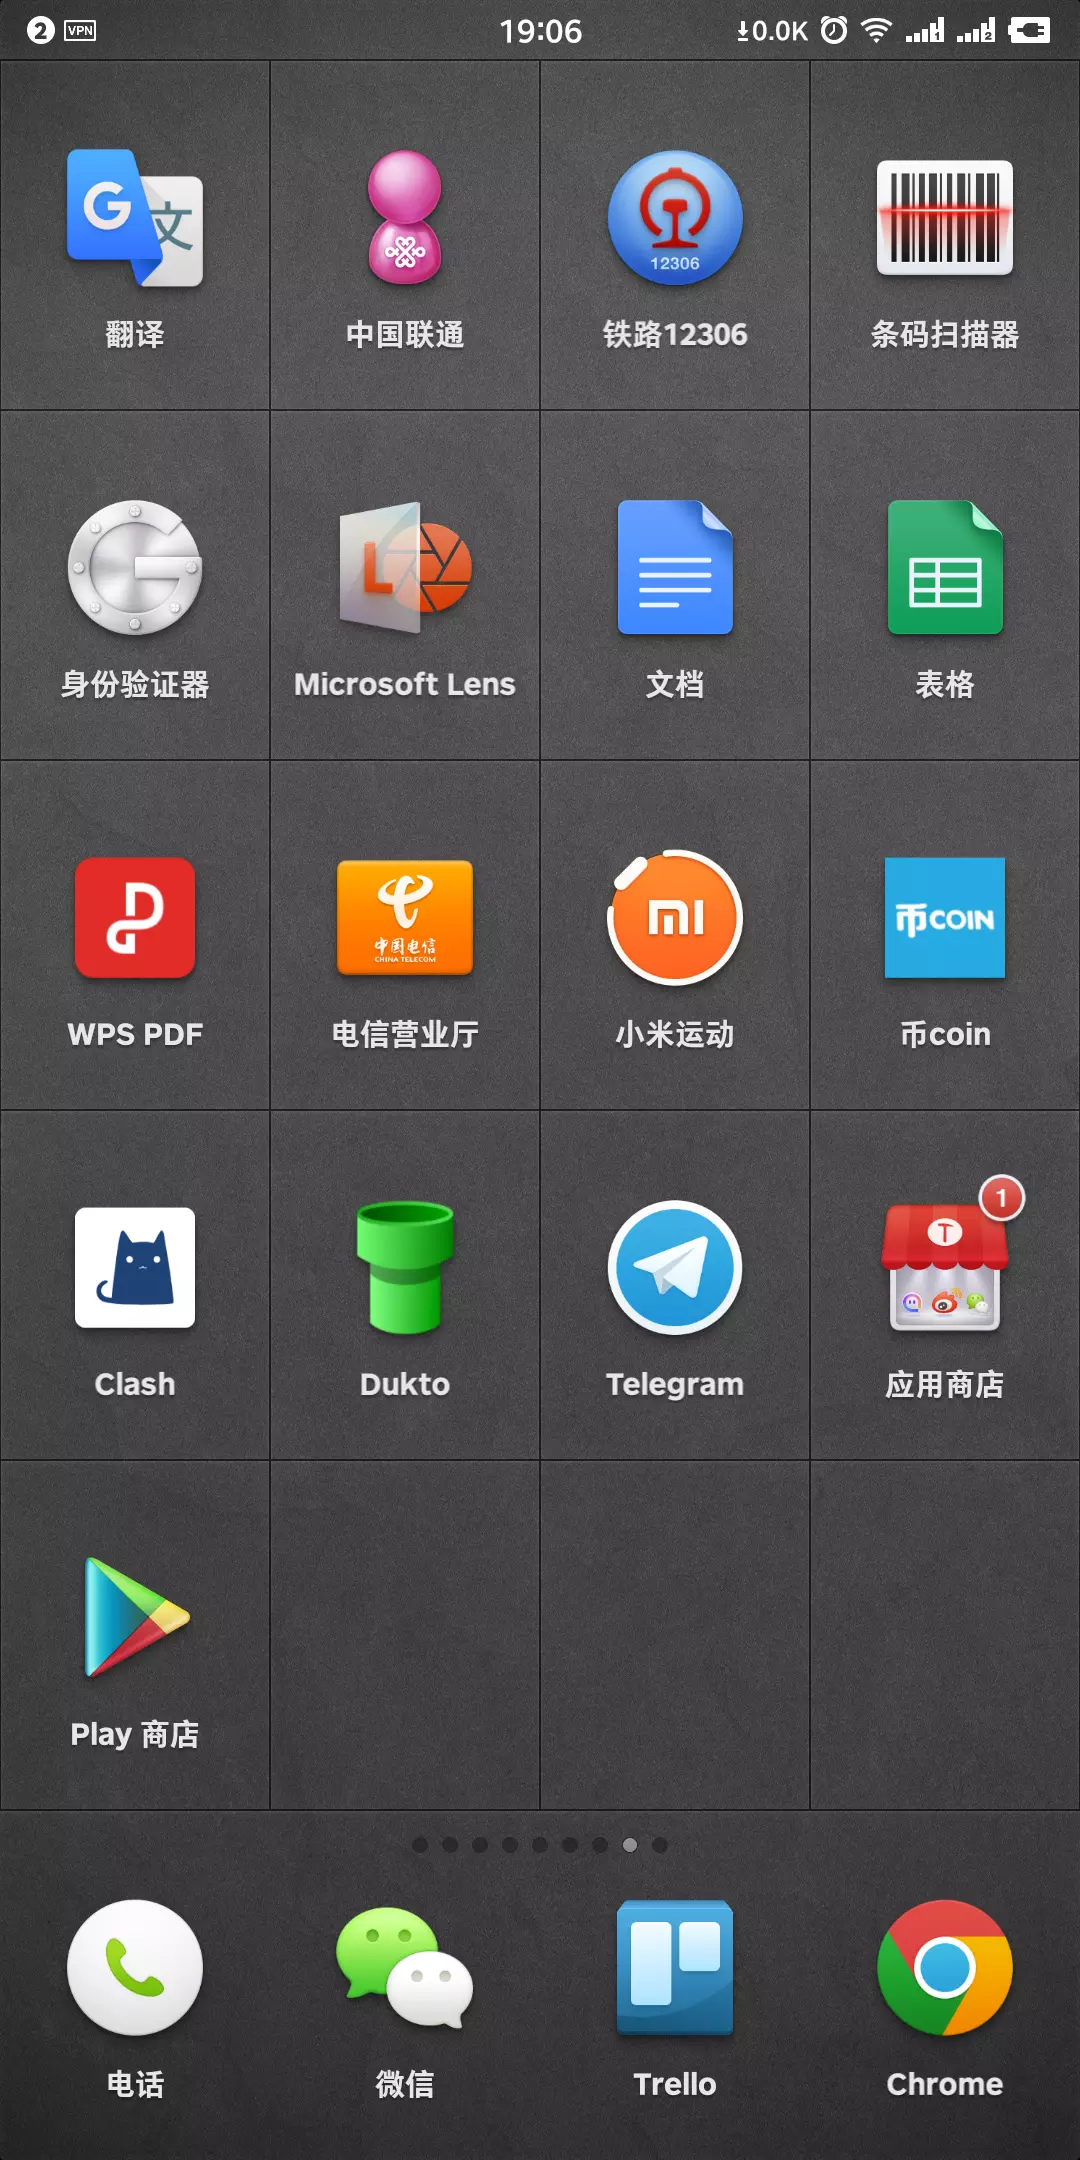 2 VPN 19:06 0.0K 1 2
G 文
12306
翻译 中国联通 铁路12306 条码扫描器
L
身份验证器 Microsoft Lens 文档 表格
中国电信
CHINA TELECOM
币COIN
WPS PDF 电信营业厅 小米运动 币coin
1
T
Clash Dukto Telegram 应用商店
Play 商店
电话 微信 Trello Chrome